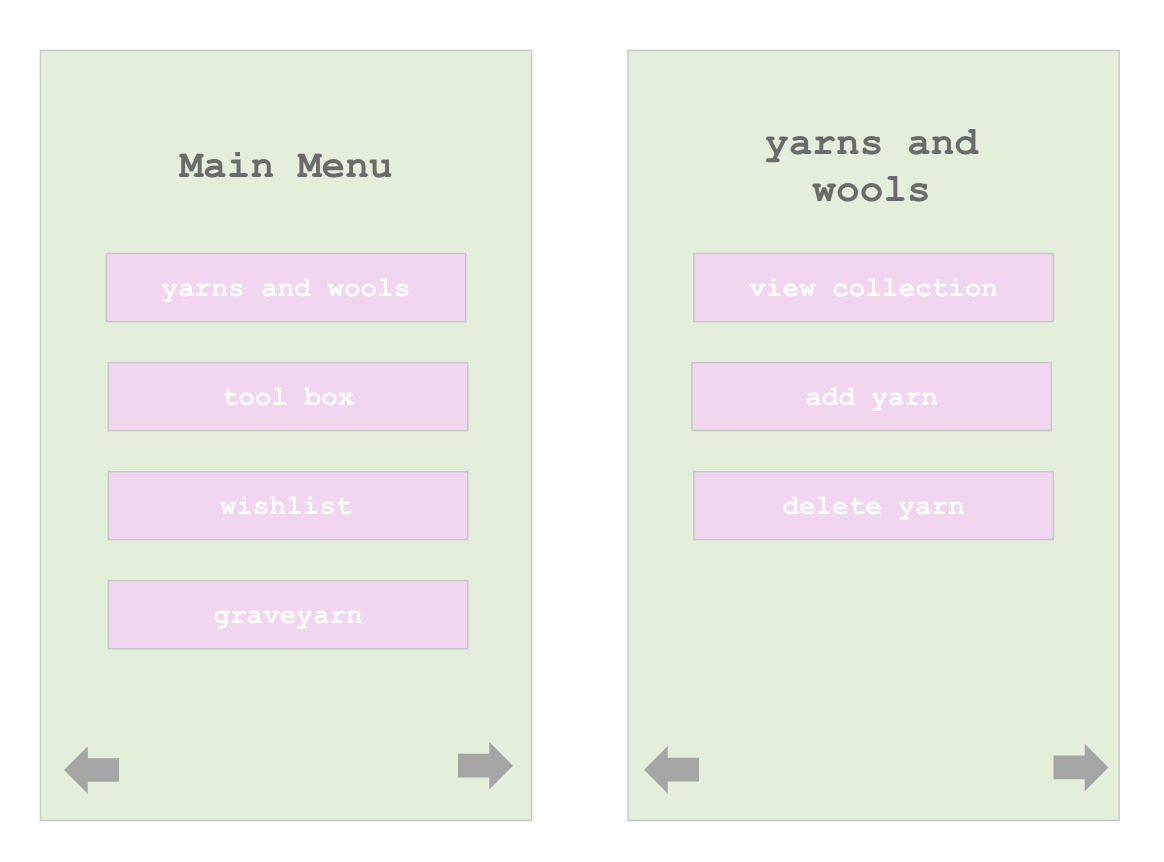 Main Menu
yarns and wools
tool box
wishlist
graveyarn
yarns and
wools
view collection
add yarn
delete yarn